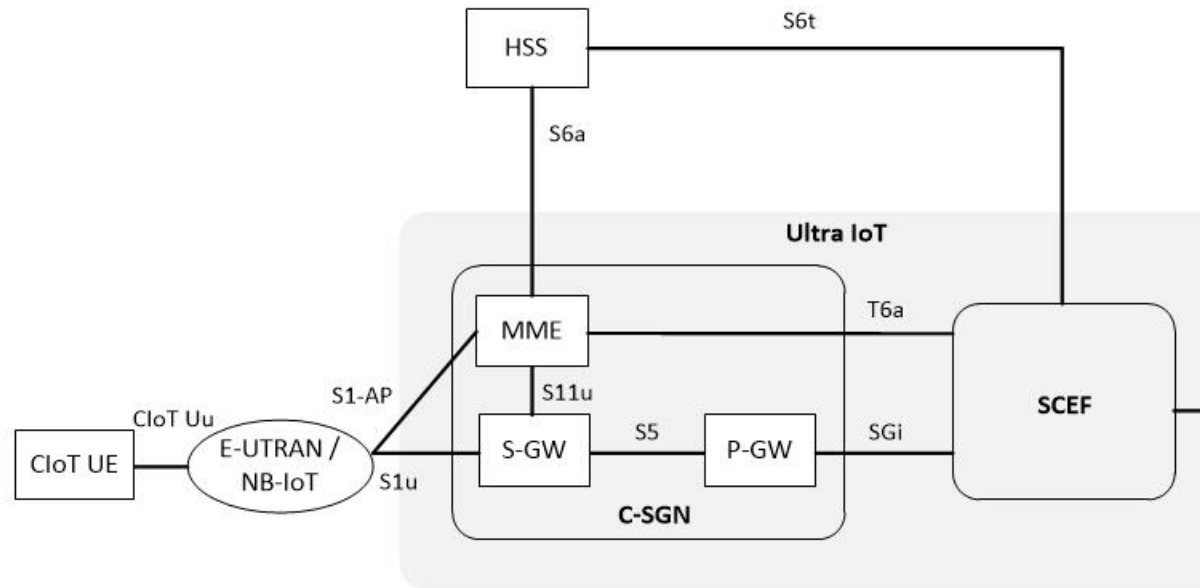 S6t
HSS
S6a
Ultra IoT
MME
T6a
S1-AP
S11u
SCEF
CIoT Uu
E-UTRAN /
NB-IoT
CIoT UE
S1u
S-GW
S5
P-GW
SGi
C-SGN